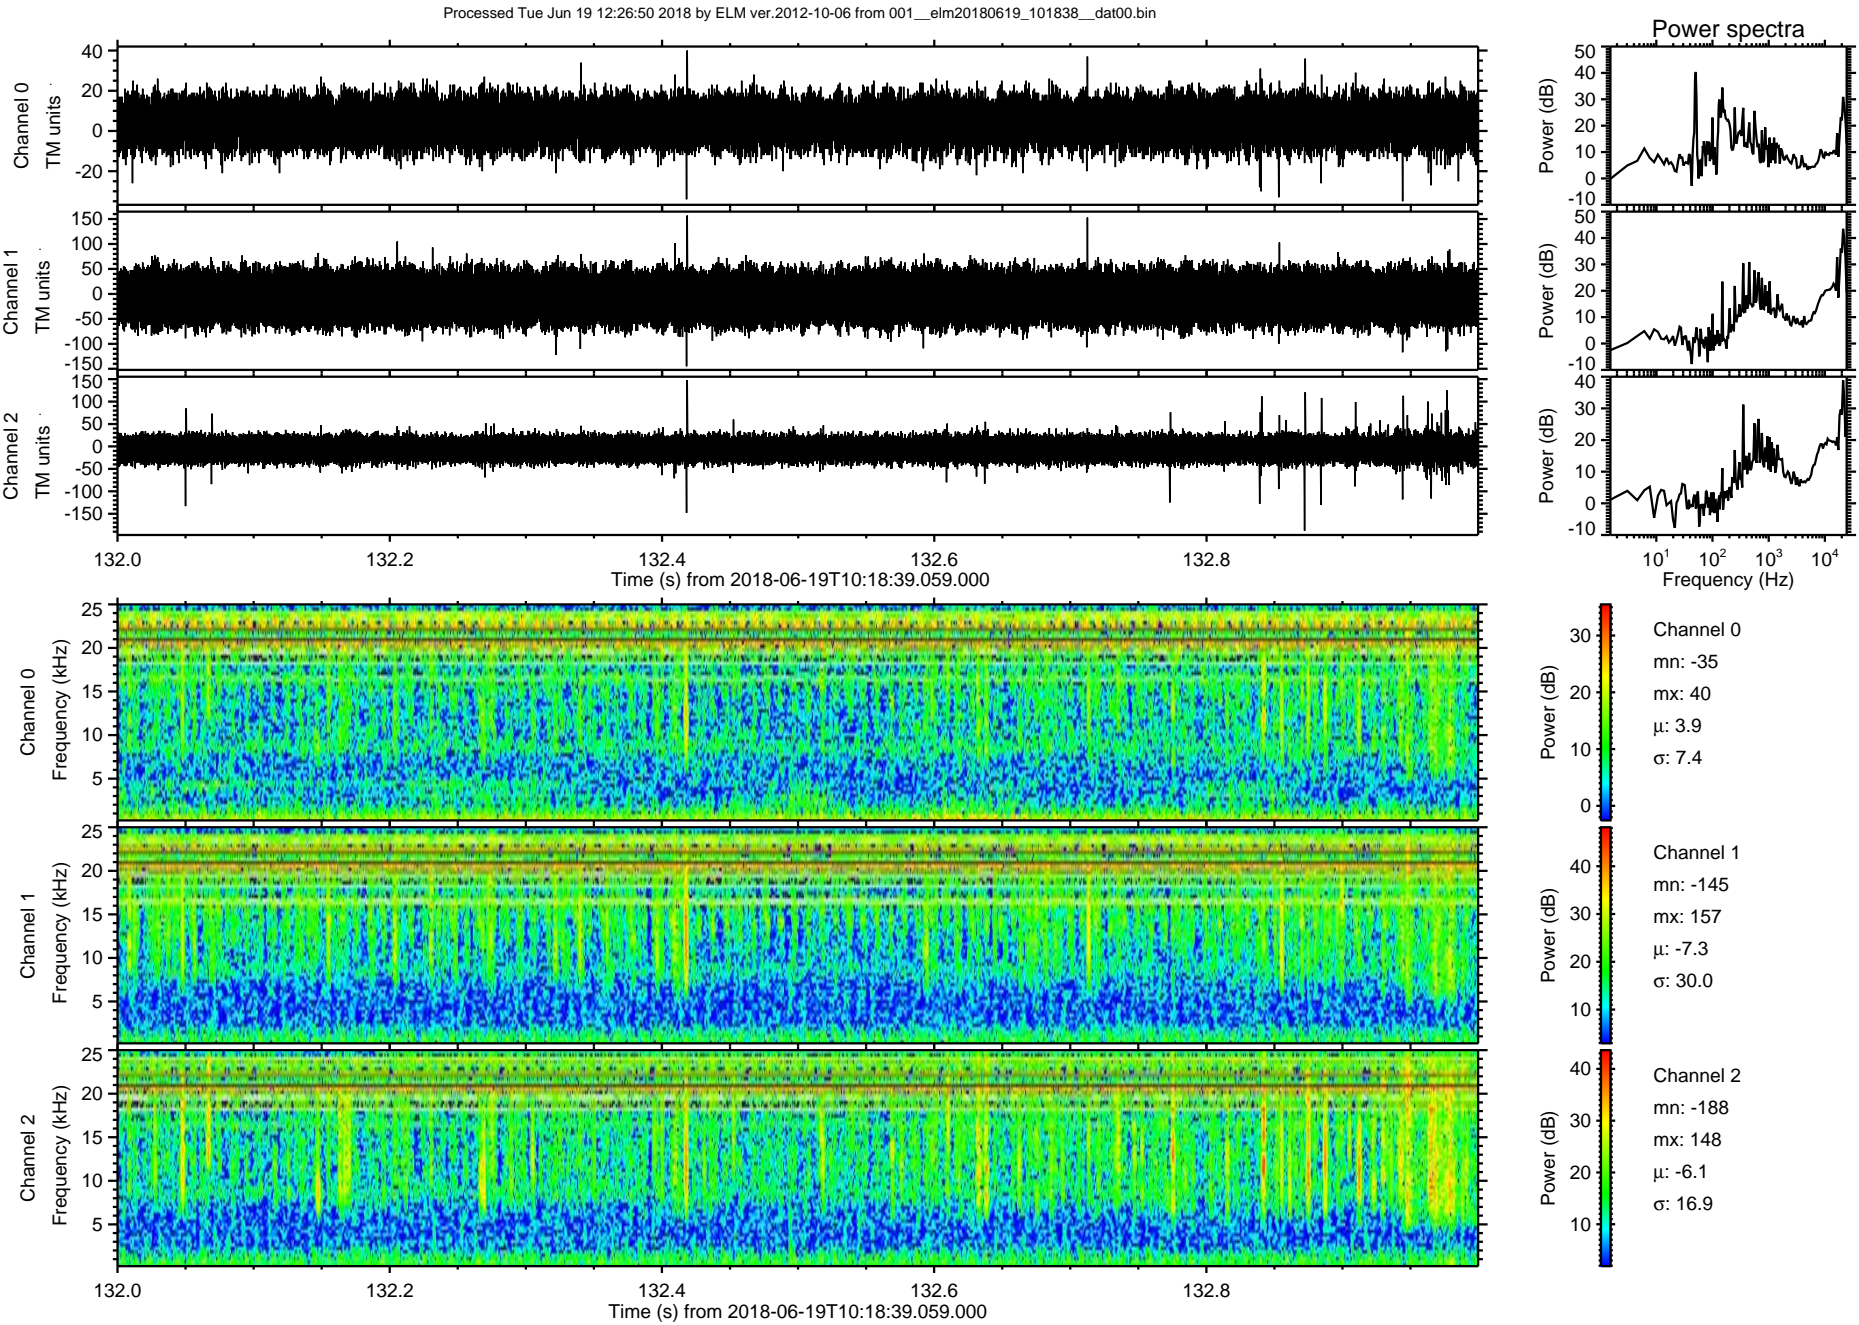 Processed Tue Jun 19 12:26:50 2018 by ELM ver.2012-10-06 from 001__elm20180619_101838__dat00.bin
Power spectra
Channel 0
TM units
40
20
0
-20
Power (dB)
50
40
30
20
10
0
-10
Channel 1
TM units
150
100
50
0
-50
-100
-150
Power (dB)
50
40
30
20
10
0
-10
Channel 2
TM units
150
100
50
0
-50
-100
-150
Power (dB)
40
30
20
10
0
-10
132.0 132.2 132.4 132.6 132.8
Time (s) from 2018-06-19T10:18:39.059.000
10^1 10^2 10^3 10^4
Frequency (Hz)
Channel 0
Frequency (kHz)
25
20
15
10
5
Power (dB)
30
20
10
0
Channel 0
mn: -35
mx: 40
μ: 3.9
σ: 7.4
Channel 1
Frequency (kHz)
25
20
15
10
5
Power (dB)
40
30
20
10
Channel 1
mn: -145
mx: 157
μ: -7.3
σ: 30.0
Channel 2
Frequency (kHz)
25
20
15
10
5
Power (dB)
40
30
20
10
Channel 2
mn: -188
mx: 148
μ: -6.1
σ: 16.9
132.0 132.2 132.4 132.6 132.8
Time (s) from 2018-06-19T10:18:39.059.000